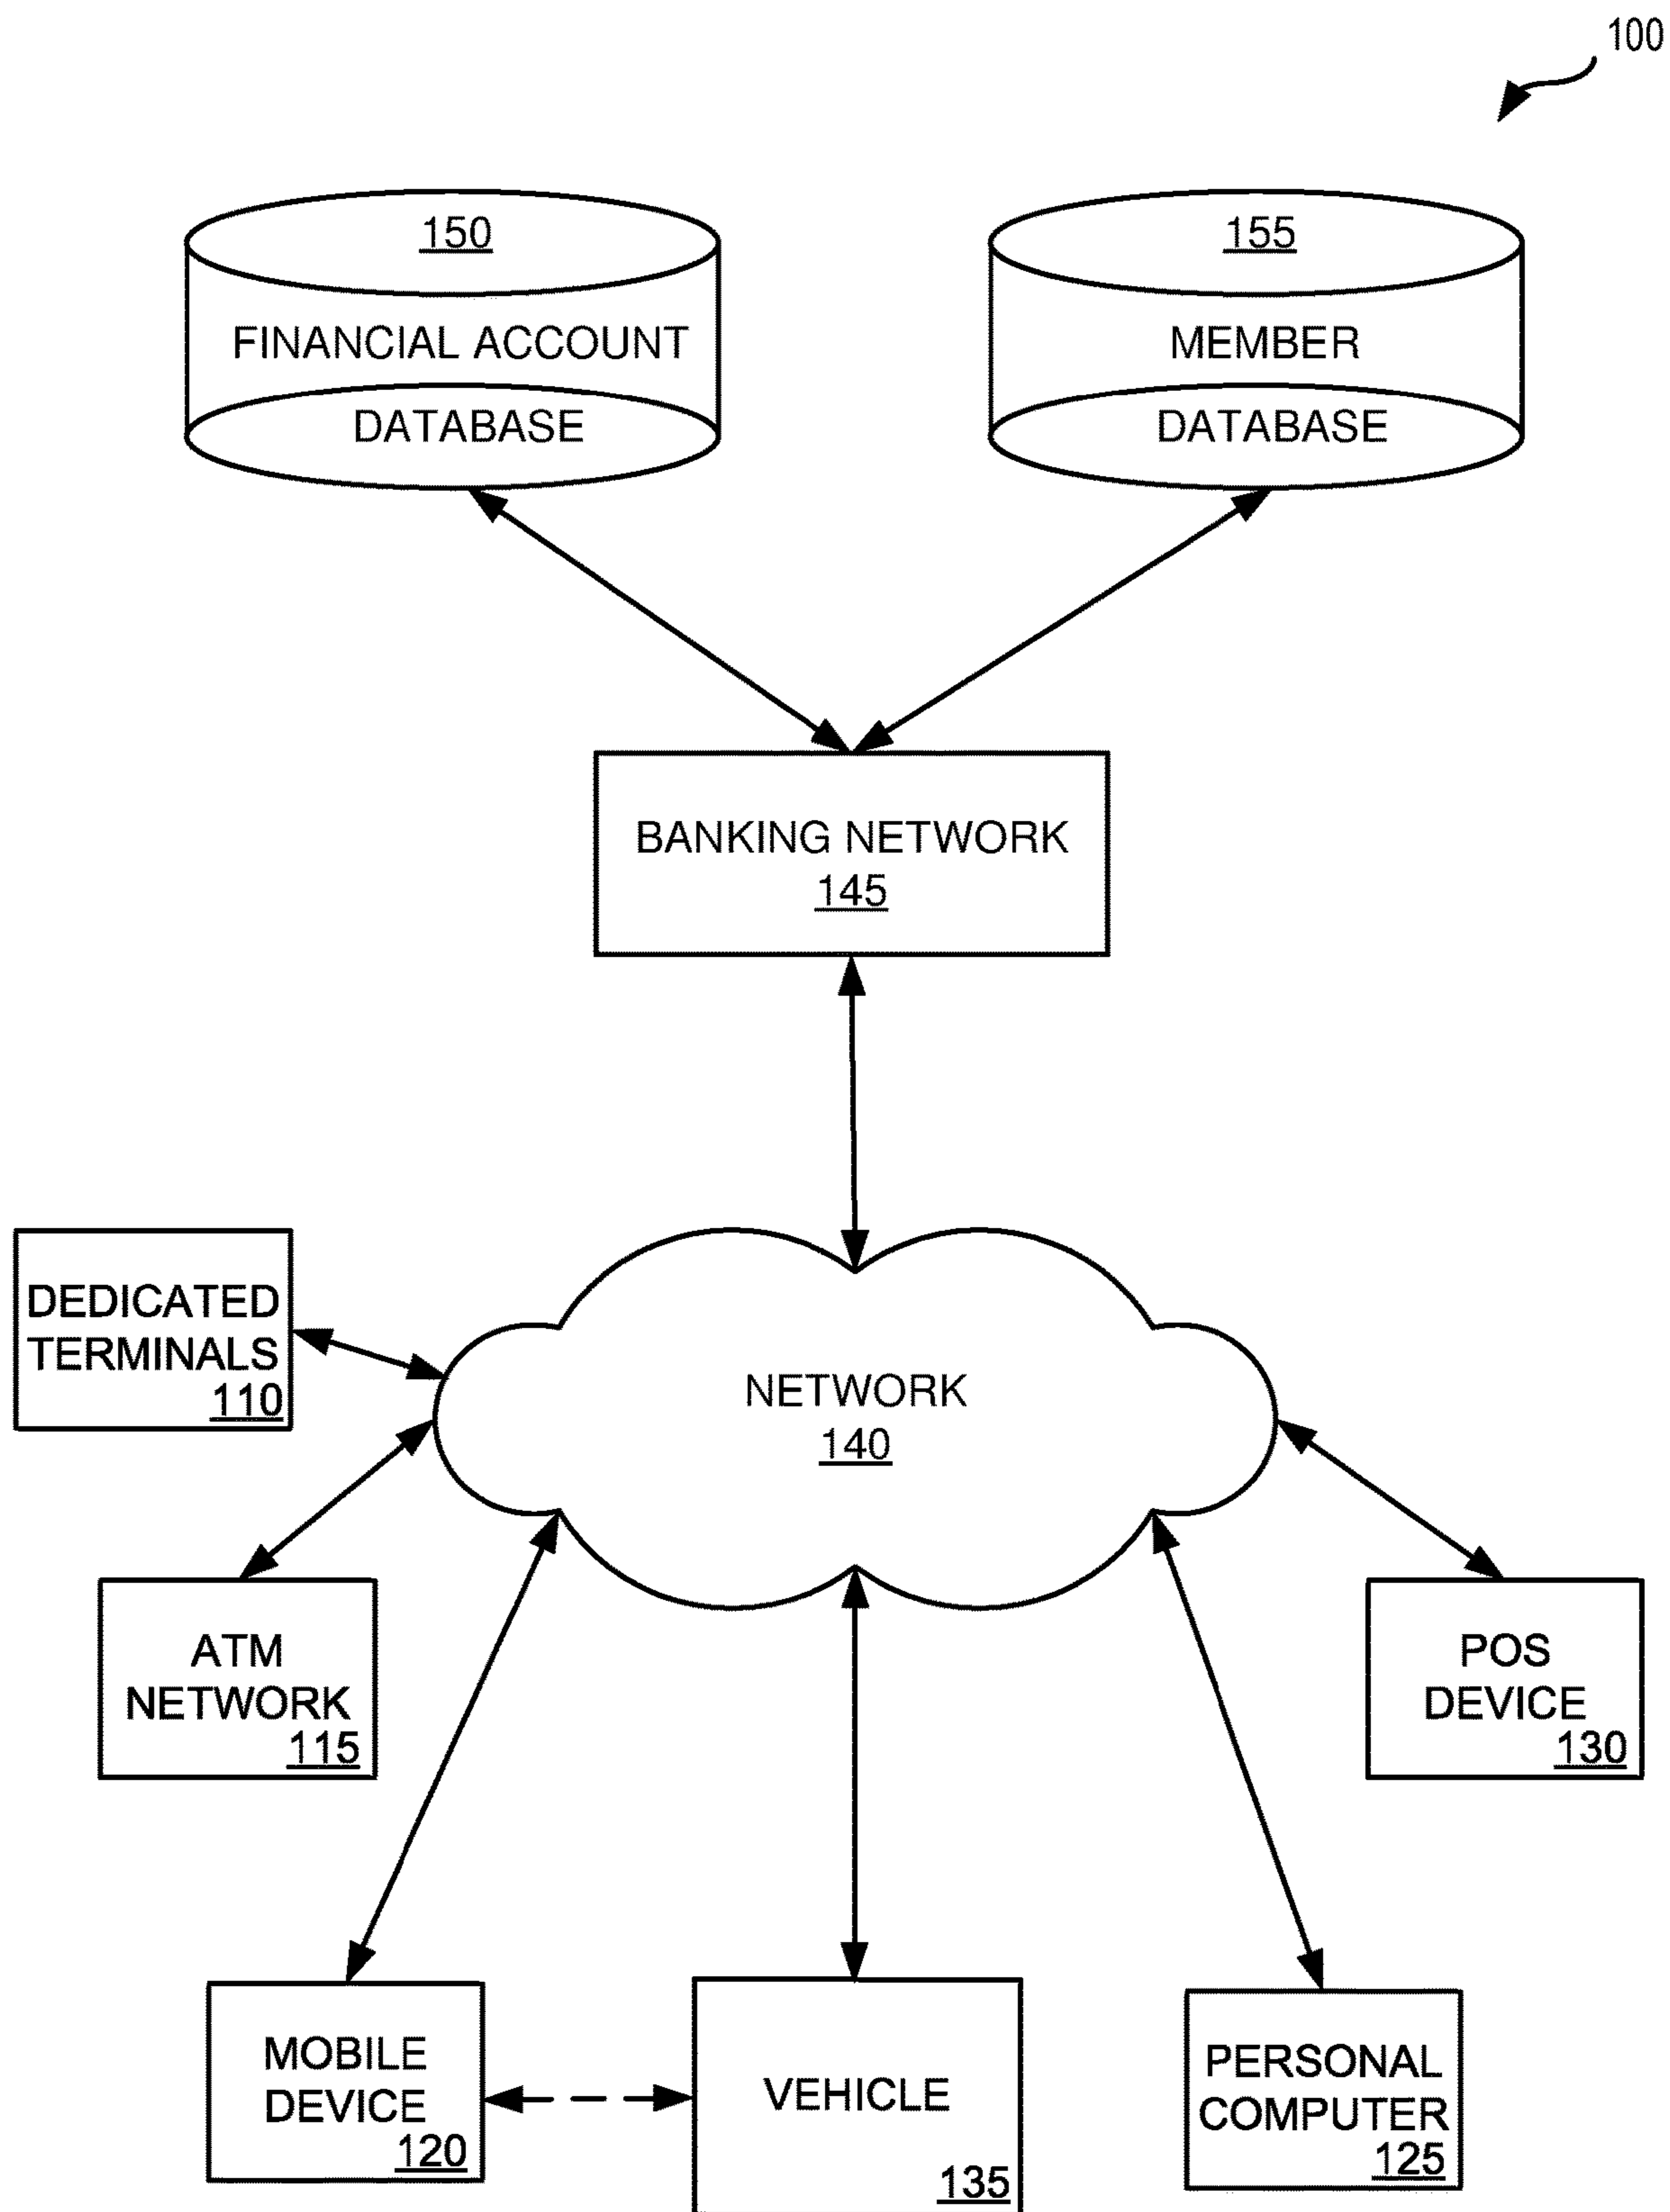 100
150
FINANCIAL ACCOUNT
DATABASE
155
MEMBER
DATABASE
BANKING NETWORK
145
DEDICATED
TERMINALS
110
NETWORK
140
ATM
NETWORK
115
POS
DEVICE
130
MOBILE
DEVICE
120
VEHICLE
135
PERSONAL
COMPUTER
125